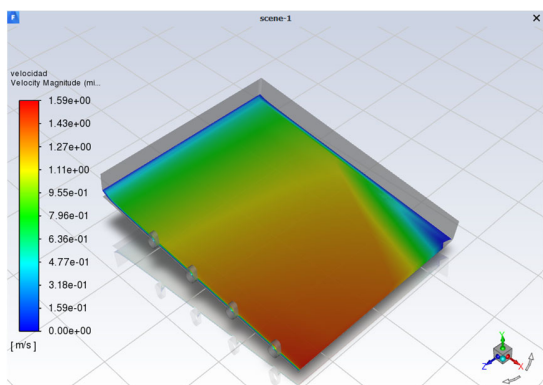 F
scene-1
velocidad
Velocity Magnitude (mi...
1.59e+00
1.43e+00
1.27e+00
1.11e+00
9.55e-01
7.96e-01
6.36e-01
4.77e-01
3.18e-01
1.59e-01
0.00e+00
[ m/s ]
Y
Z
X